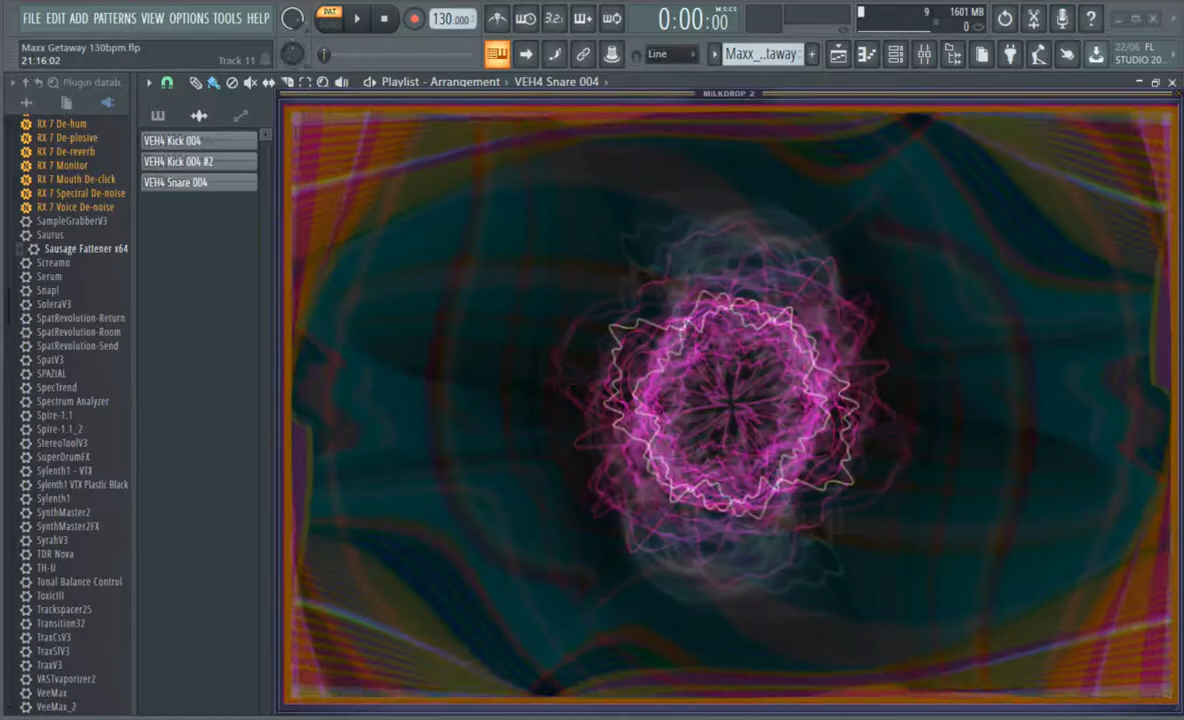 FILE EDIT ADD PATTERNS VIEW OPTIONS TOOLS HELP
PAT
130.000
3.2:
0:00:00
M:S:CS
9
1601 MB
0
Maxx Getaway 130bpm.flp
21.16.02
Track 11
Line
Maxx_...taway
22/06 FL
STUDIO 20...
Plugin datab..
Playlist - Arrangement › VEH4 Snare 004 ›
MILKDROP 2
RX 7 De-hum
RX 7 De-plosive
RX 7 De-reverb
RX 7 Monitor
RX 7 Mouth De-click
RX 7 Spectral De-noise
RX 7 Voice De-noise
SampleGrabberV3
Saurus
Sausage Fattener x64
Screamo
Serum
Snapl
SoleraV3
SpatRevolution-Return
SpatRevolution-Room
SpatRevolution-Send
SpatV3
SPAZIAL
SpecTrend
Spectrum Analyzer
Spire-1.1
Spire-1.1_2
StereoToolV3
SuperDrumFX
Sylenth1 - VTX
Sylenth1 VTX Plastic Black
Sylenth1
SynthMaster2
SynthMaster2FX
SyrahV3
TDR Nova
TH-U
Tonal Balance Control
ToxicIII
Trackspacer25
Transition32
TraxCsV3
TraxSfV3
TraxV3
VASTvaporizer2
VeeMax
VeeMax_2
VEH4 Kick 004
VEH4 Kick 004 #2
VEH4 Snare 004